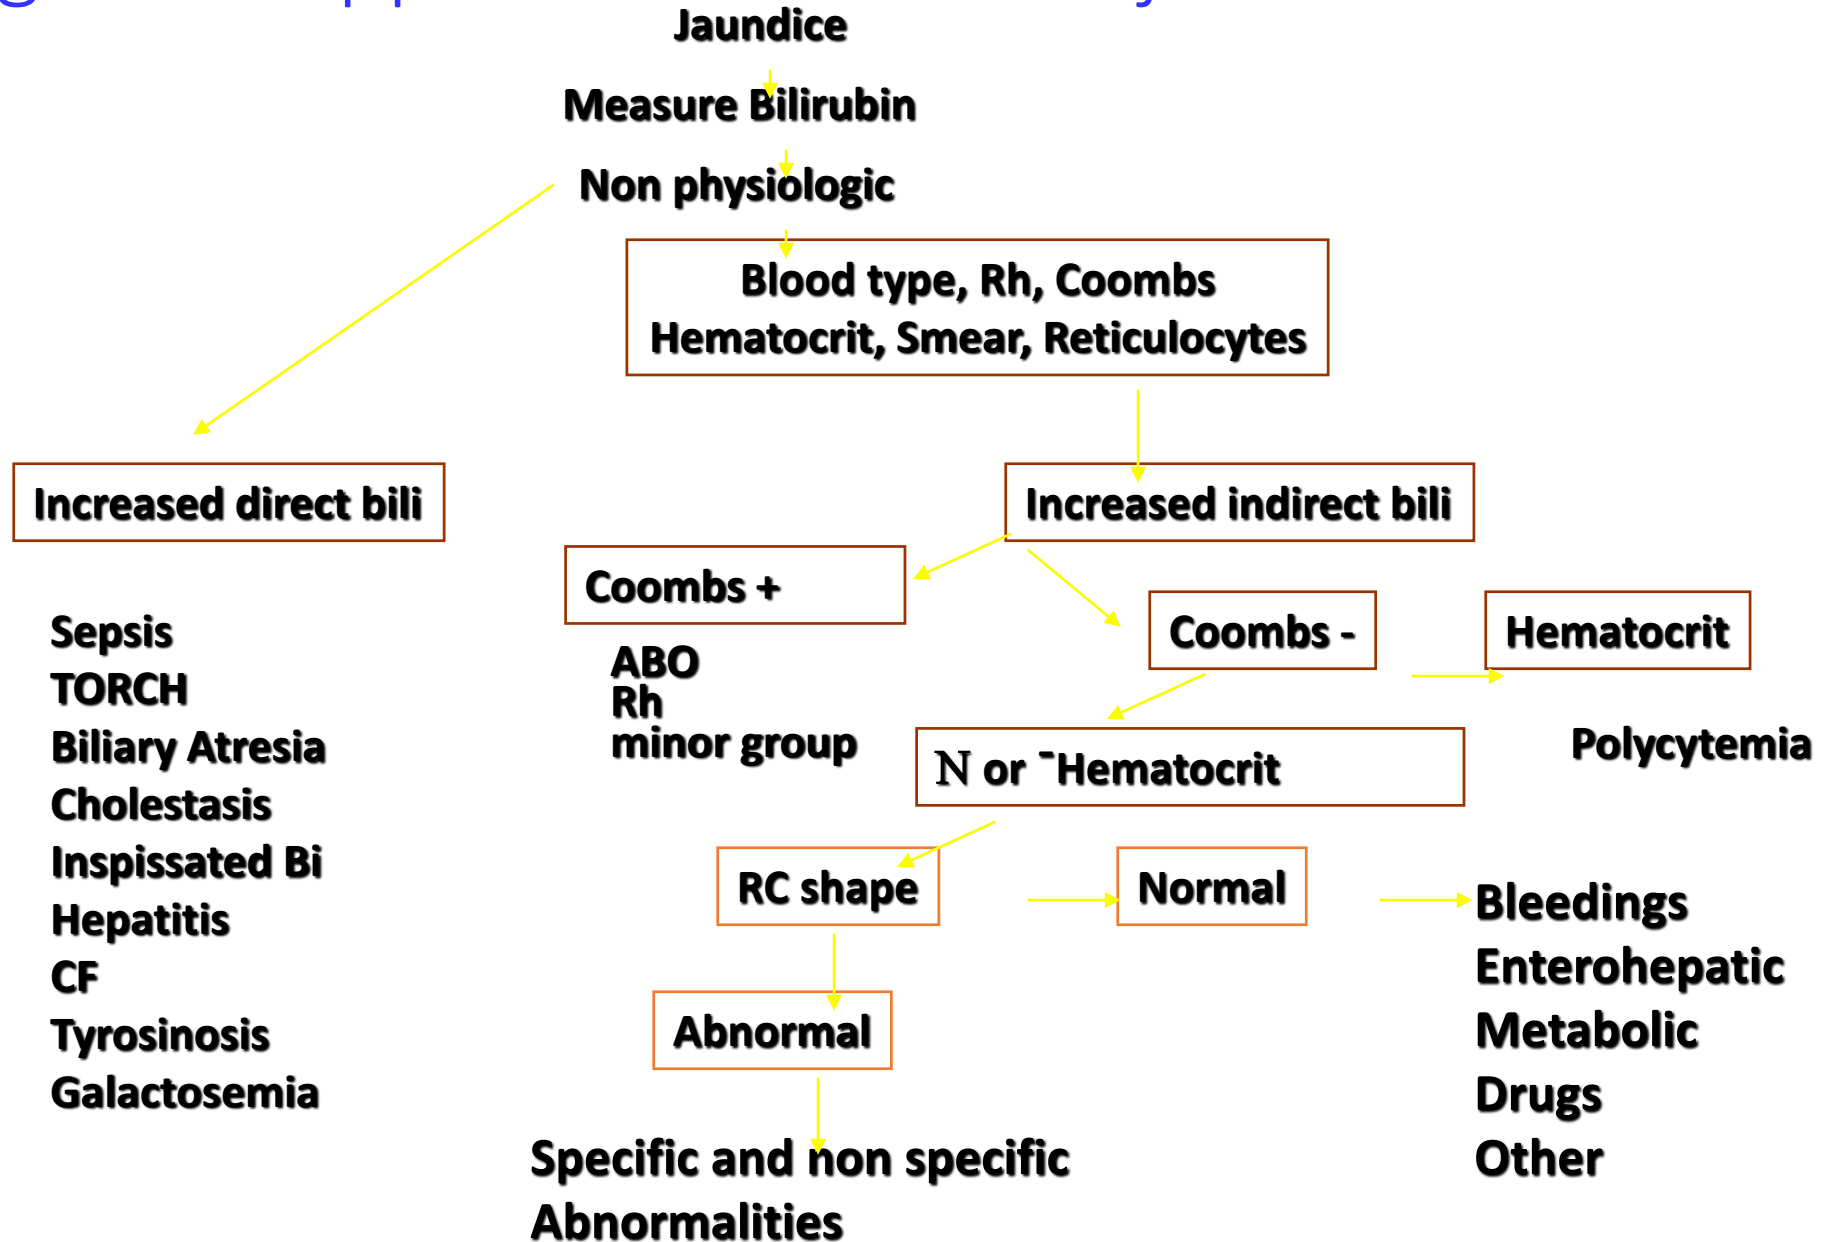 Jaundice
Measure Bilirubin
Non physiologic
Blood type, Rh, Coombs
Hematocrit, Smear, Reticulocytes
Increased direct bili
Increased indirect bili
Coombs +
Coombs -
Hematocrit
Sepsis
TORCH
Biliary Atresia
Cholestasis
Inspissated Bi
Hepatitis
CF
Tyrosinosis
Galactosemia
ABO
Rh
minor group
N or ¯Hematocrit
Polycytemia
RC shape
Normal
Bleedings
Enterohepatic
Metabolic
Drugs
Other
Abnormal
Specific and non specific
Abnormalities